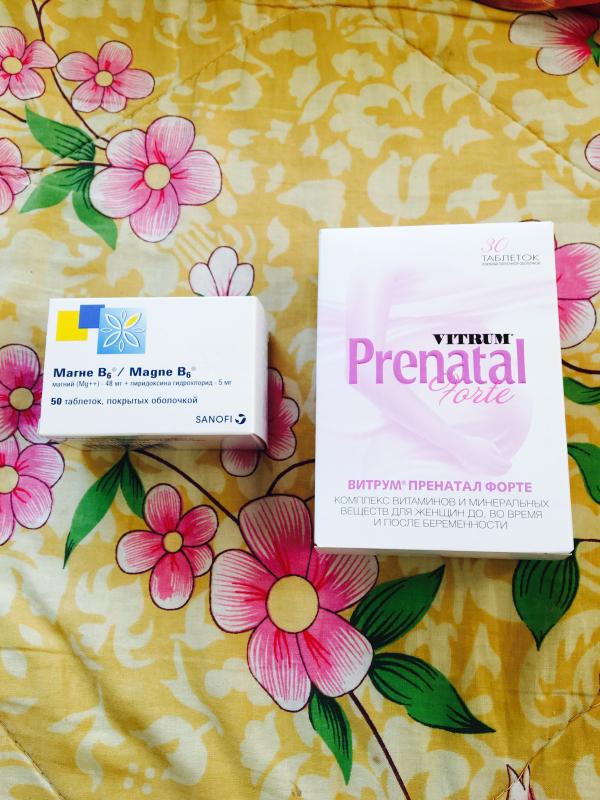 Магне B6® / Magne B6®
магний (Mg++) - 48 мг + пиридоксина гидрохлорид - 5 мг
50 таблеток, покрытых оболочкой
SANOFI
30
ТАБЛЕТОК
VITRUM®
Prenatal
Forte
ВИТРУМ® ПРЕНАТАЛ ФОРТЕ
КОМПЛЕКС ВИТАМИНОВ И МИНЕРАЛЬНЫХ
ВЕЩЕСТВ ДЛЯ ЖЕНЩИН ДО, ВО ВРЕМЯ
И ПОСЛЕ БЕРЕМЕННОСТИ